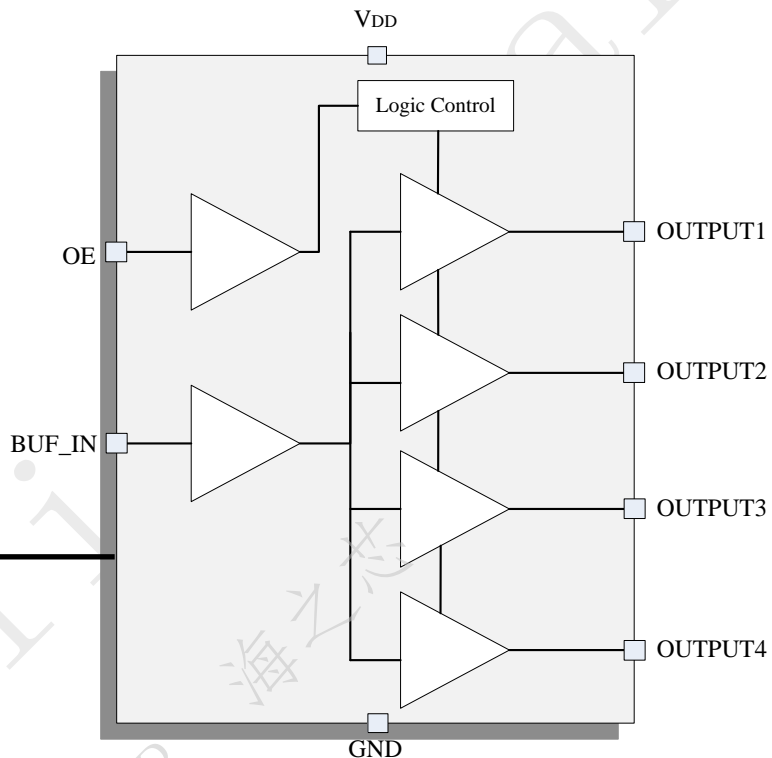 VDD
Logic Control
OE
OUTPUT1
OUTPUT2
BUF_IN
OUTPUT3
海之芯
OUTPUT4
GND